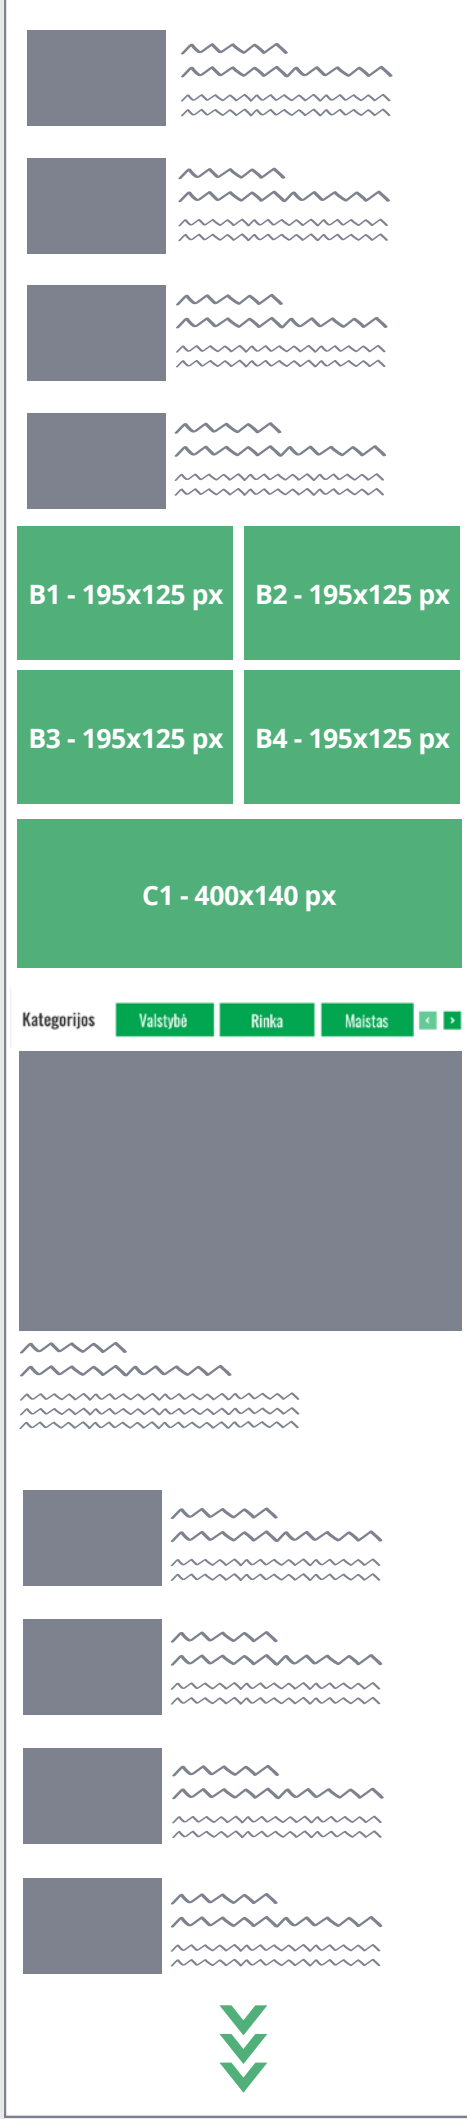 B1 - 195x125 px
B2 - 195x125 px
B3 - 195x125 px
B4 - 195x125 px
C1 - 400x140 px
Kategorijos Valstybė Rinka Maistas